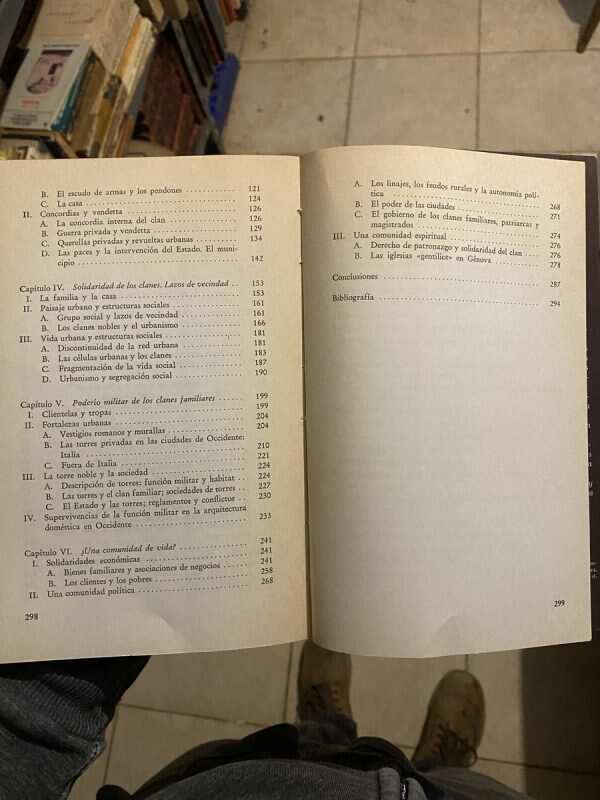 B. El escudo de armas y los pendones ............ 121
C. La casa ............ 124
II. Concordias y vendetta ............ 126
A. La concordia interna del clan ............ 126
B. Guerra privada y vendetta ............ 129
C. Querellas privadas y revueltas urbanas ............ 134
D. Las paces y la intervención del Estado. El muni-
cipio ............ 142
Capítulo IV. Solidaridad de los clanes. Lazos de vecindad .. 153
I. La familia y la casa ............ 153
II. Paisaje urbano y estructuras sociales ............ 161
A. Grupo social y lazos de vecindad ............ 161
B. Los clanes nobles y el urbanismo ............ 166
III. Vida urbana y estructuras sociales ............ 181
A. Discontinuidad de la red urbana ............ 181
B. Las células urbanas y los clanes ............ 183
C. Fragmentación de la vida social ............ 187
D. Urbanismo y segregación social ............ 190
Capítulo V. Poderío militar de los clanes familiares ...... 199
I. Clientelas y tropas ............ 199
II. Fortalezas urbanas ............ 204
A. Vestigios romanos y murallas ............ 204
B. Las torres privadas en las ciudades de Occidente:
Italia ............ 210
C. Fuera de Italia ............ 221
III. La torre noble y la sociedad ............ 224
A. Descripción de torres: función militar y habitat .. 224
B. Las torres y el clan familiar; sociedades de torres .. 227
C. El Estado y las torres; reglamentos y conflictos .. 230
IV. Supervivencias de la función militar en la arquitectura
doméstica en Occidente ............ 233
Capítulo VI. ¿Una comunidad de vida? ............ 241
I. Solidaridades económicas ............ 241
A. Bienes familiares y asociaciones de negocios ...... 241
B. Los clientes y los pobres ............ 258
II. Una comunidad política ............ 268
298
A. Los linajes, los feudos rurales y la autonomía polí-
tica ............ 268
B. El poder de las ciudades ............ 271
C. El gobierno de los clanes familiares, patriarcas y
magistrados ............ 274
III. Una comunidad espiritual ............ 276
A. Derecho de patronazgo y solidaridad del clan ...... 276
B. Las iglesias «gentilice» en Génova ............ 278
Conclusiones ............ 287
Bibliografía ............ 294
299